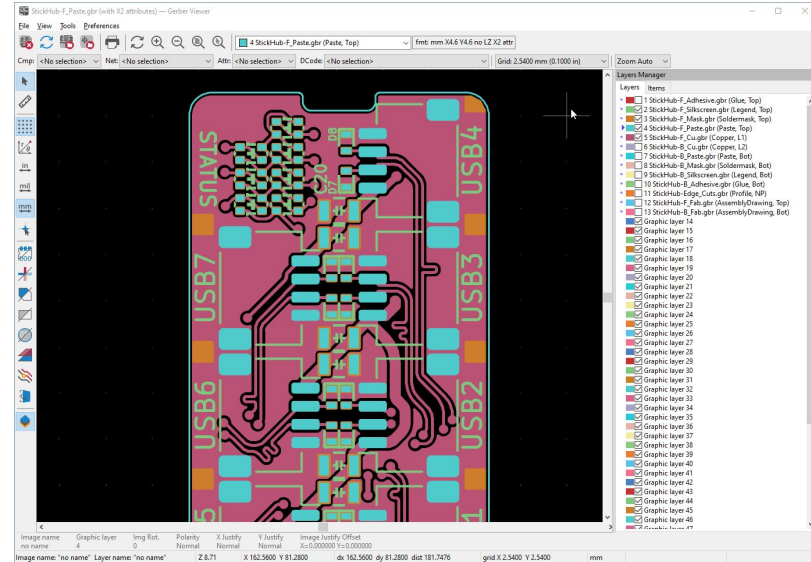 StickHub-F_Paste.gbr (with X2 attributes) — Gerber Viewer
File View Tools Preferences
4 StickHub-F_Paste.gbr (Paste, Top) fmt: mm X4.6 Y4.6 no LZ X2 attr
Cmp: <No selection> Net: <No selection> Attr: <No selection> DCode: <No selection> Grid: 2.5400 mm (0.1000 in) Zoom Auto
Layers Manager
Layers Items
1 StickHub-F_Adhesive.gbr (Glue, Top)
2 StickHub-F_Silkscreen.gbr (Legend, Top)
3 StickHub-F_Mask.gbr (Soldermask, Top)
4 StickHub-F_Paste.gbr (Paste, Top)
5 StickHub-F_Cu.gbr (Copper, L1)
6 StickHub-B_Cu.gbr (Copper, L2)
7 StickHub-B_Paste.gbr (Paste, Bot)
8 StickHub-B_Mask.gbr (Soldermask, Bot)
9 StickHub-B_Silkscreen.gbr (Legend, Bot)
10 StickHub-B_Adhesive.gbr (Glue, Bot)
11 StickHub-Edge_Cuts.gbr (Profile, NP)
12 StickHub-F_Fab.gbr (AssemblyDrawing, Top)
13 StickHub-B_Fab.gbr (AssemblyDrawing, Bot)
Graphic layer 14
Graphic layer 15
Graphic layer 16
Graphic layer 17
Graphic layer 18
Graphic layer 19
Graphic layer 20
Graphic layer 21
Graphic layer 22
Graphic layer 23
Graphic layer 24
Graphic layer 25
Graphic layer 26
Graphic layer 27
Graphic layer 28
Graphic layer 29
Graphic layer 30
Graphic layer 31
Graphic layer 32
Graphic layer 33
Graphic layer 34
Graphic layer 35
Graphic layer 36
Graphic layer 37
Graphic layer 38
Graphic layer 39
Graphic layer 40
Graphic layer 41
Graphic layer 42
Graphic layer 43
Graphic layer 44
Graphic layer 45
Graphic layer 46
Graphic layer 47
in
mil
mm
STATUS
D8
C20
D7
USB4
USB7
USB3
USB6
USB2
5
1
Image name Graphic layer Img Rot. Polarity X Justify Y Justify Image Justify Offset
no name 4 0 Normal Normal Normal X=0.000000 Y=0.000000
Image name: "no name" Layer name: "no name" Z 8.71 X 162.5600 Y 81.2800 dx 162.5600 dy 81.2800 dist 181.7476 grid X 2.5400 Y 2.5400 mm